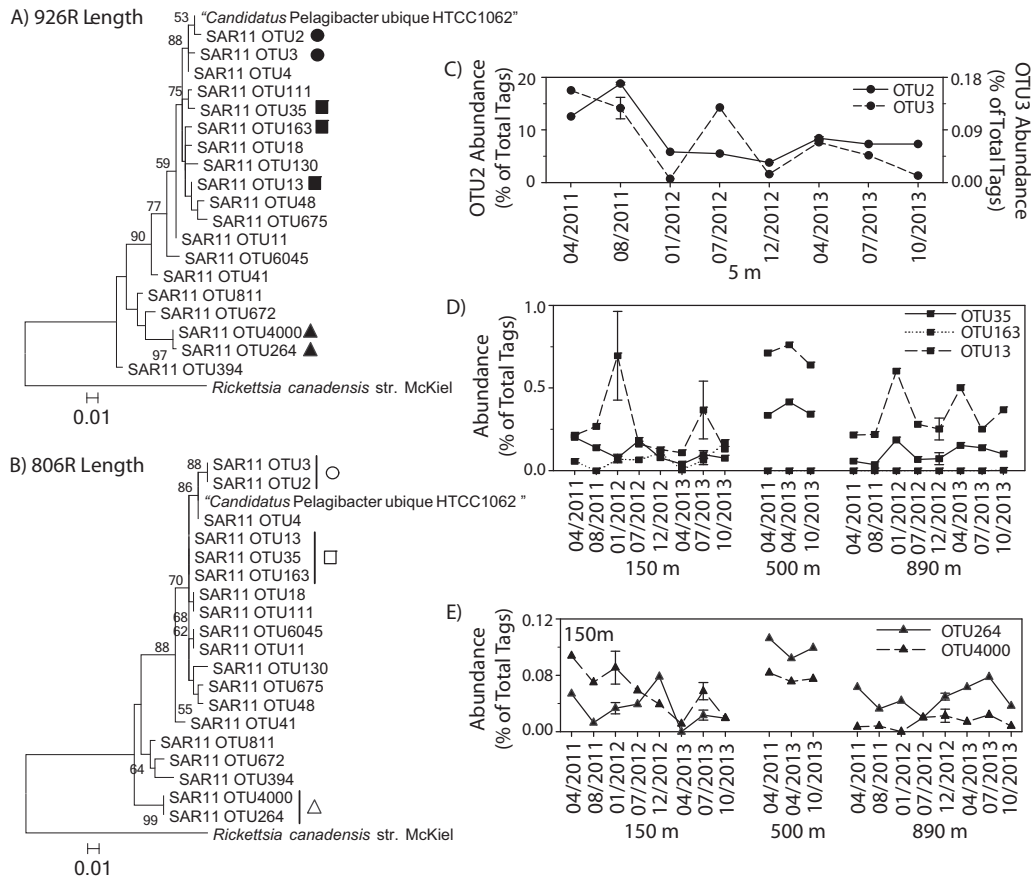 A) 926R Length
53
"Candidatus Pelagibacter ubique HTCC1062"
SAR11 OTU2
88
SAR11 OTU3
SAR11 OTU4
75
SAR11 OTU111
SAR11 OTU35
SAR11 OTU163
SAR11 OTU18
59
SAR11 OTU130
SAR11 OTU13
SAR11 OTU48
77
SAR11 OTU675
90
SAR11 OTU11
SAR11 OTU6045
SAR11 OTU41
SAR11 OTU811
SAR11 OTU672
SAR11 OTU4000
97
SAR11 OTU264
SAR11 OTU394
Rickettsia canadensis str. McKiel
0.01
B) 806R Length
88
SAR11 OTU3
SAR11 OTU2
86
"Candidatus Pelagibacter ubique HTCC1062 "
SAR11 OTU4
SAR11 OTU13
SAR11 OTU35
70
SAR11 OTU163
SAR11 OTU18
SAR11 OTU111
68
62
SAR11 OTU6045
88
SAR11 OTU11
SAR11 OTU130
SAR11 OTU675
SAR11 OTU48
55
SAR11 OTU41
SAR11 OTU811
64
SAR11 OTU672
SAR11 OTU394
SAR11 OTU4000
99
SAR11 OTU264
Rickettsia canadensis str. McKiel
0.01
C)
OTU2 Abundance
(% of Total Tags)
20
10
0
OTU2
OTU3
0.18
0.09
0.00
OTU3 Abundance
(% of Total Tags)
04/2011
08/2011
01/2012
07/2012
12/2012
04/2013
07/2013
10/2013
5 m
D)
Abundance
(% of Total Tags)
1.0
0.5
0.0
OTU35
OTU163
OTU13
04/2011
08/2011
01/2012
07/2012
12/2012
04/2013
07/2013
10/2013
150 m
04/2011
04/2013
10/2013
500 m
04/2011
08/2011
01/2012
07/2012
12/2012
04/2013
07/2013
10/2013
890 m
E)
Abundance
(% of Total Tags)
0.12
0.08
0.00
150m
OTU264
OTU4000
04/2011
08/2011
01/2012
07/2012
12/2012
04/2013
07/2013
10/2013
150 m
04/2011
04/2013
10/2013
500 m
04/2011
08/2011
01/2012
07/2012
12/2012
04/2013
07/2013
10/2013
890 m